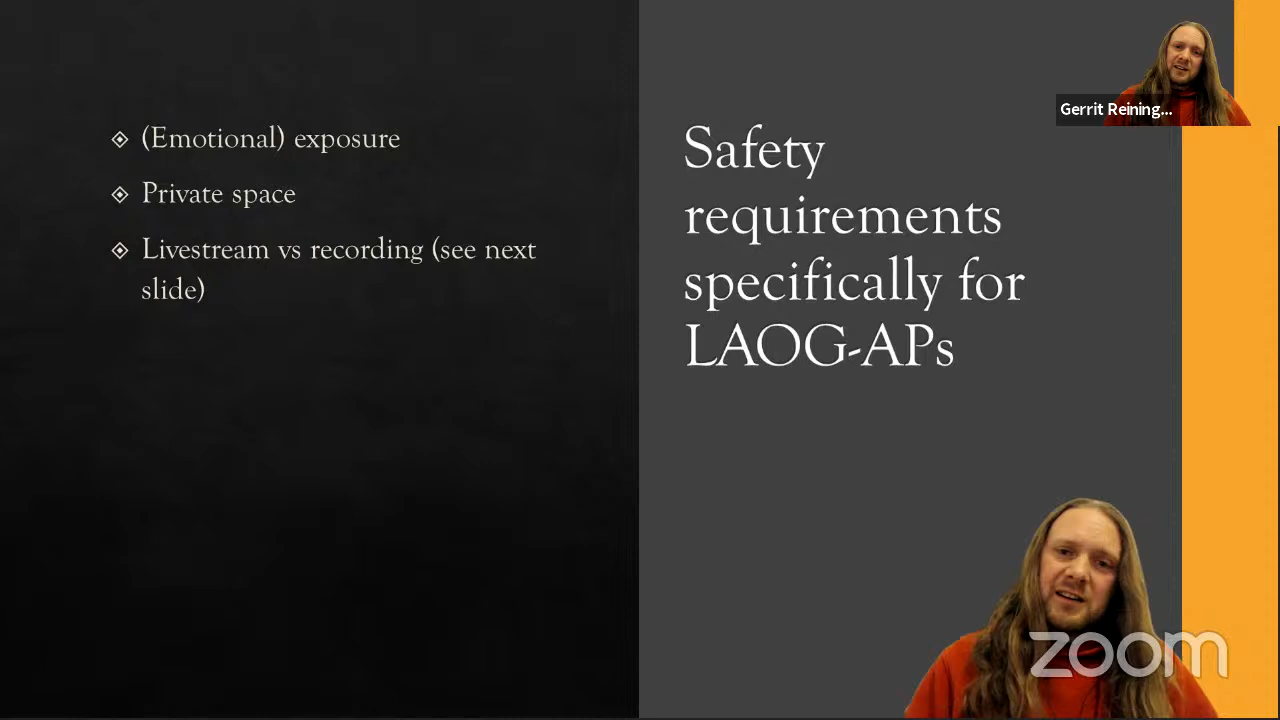 (Emotional) exposure
Private space
Livestream vs recording (see next
slide)
Safety
requirements
specifically for
LAOG-APs
Gerrit Reining...
zoom